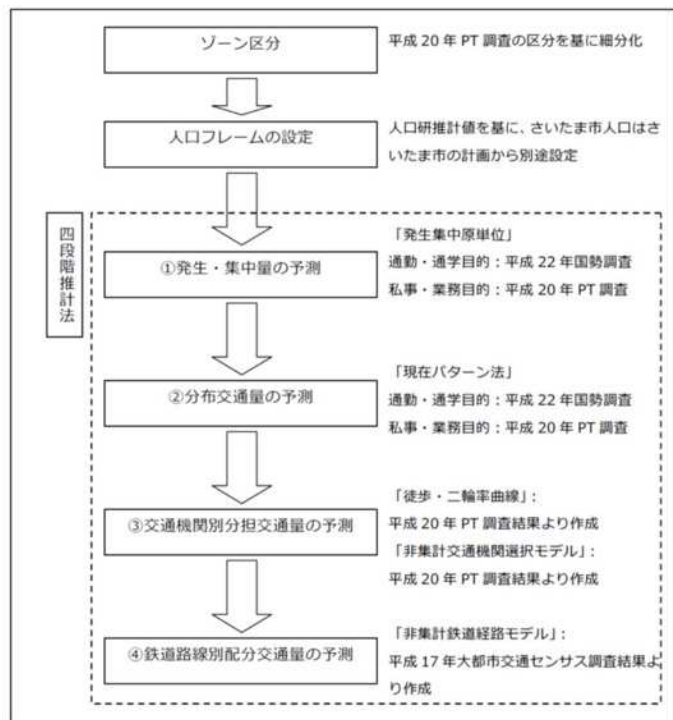 ゾーン区分
平成 20 年 PT 調査の区分を基に細分化
人口フレームの設定
人口研推計値を基に、さいたま市人口はさ
いたま市の計画から別途設定
四段階推計法
①発生・集中量の予測
「発生集中原単位」
通勤・通学目的：平成 22 年国勢調査
私事・業務目的：平成 20 年 PT 調査
②分布交通量の予測
「現在パターン法」
通勤・通学目的：平成 22 年国勢調査
私事・業務目的：平成 20 年 PT 調査
③交通機関別分担交通量の予測
「徒歩・二輪率曲線」：
平成 20 年 PT 調査結果より作成
「非集計交通機関選択モデル」：
平成 20 年 PT 調査結果より作成
④鉄道路線別配分交通量の予測
「非集計鉄道経路モデル」：
平成 17 年大都市交通センサス調査結果よ
り作成